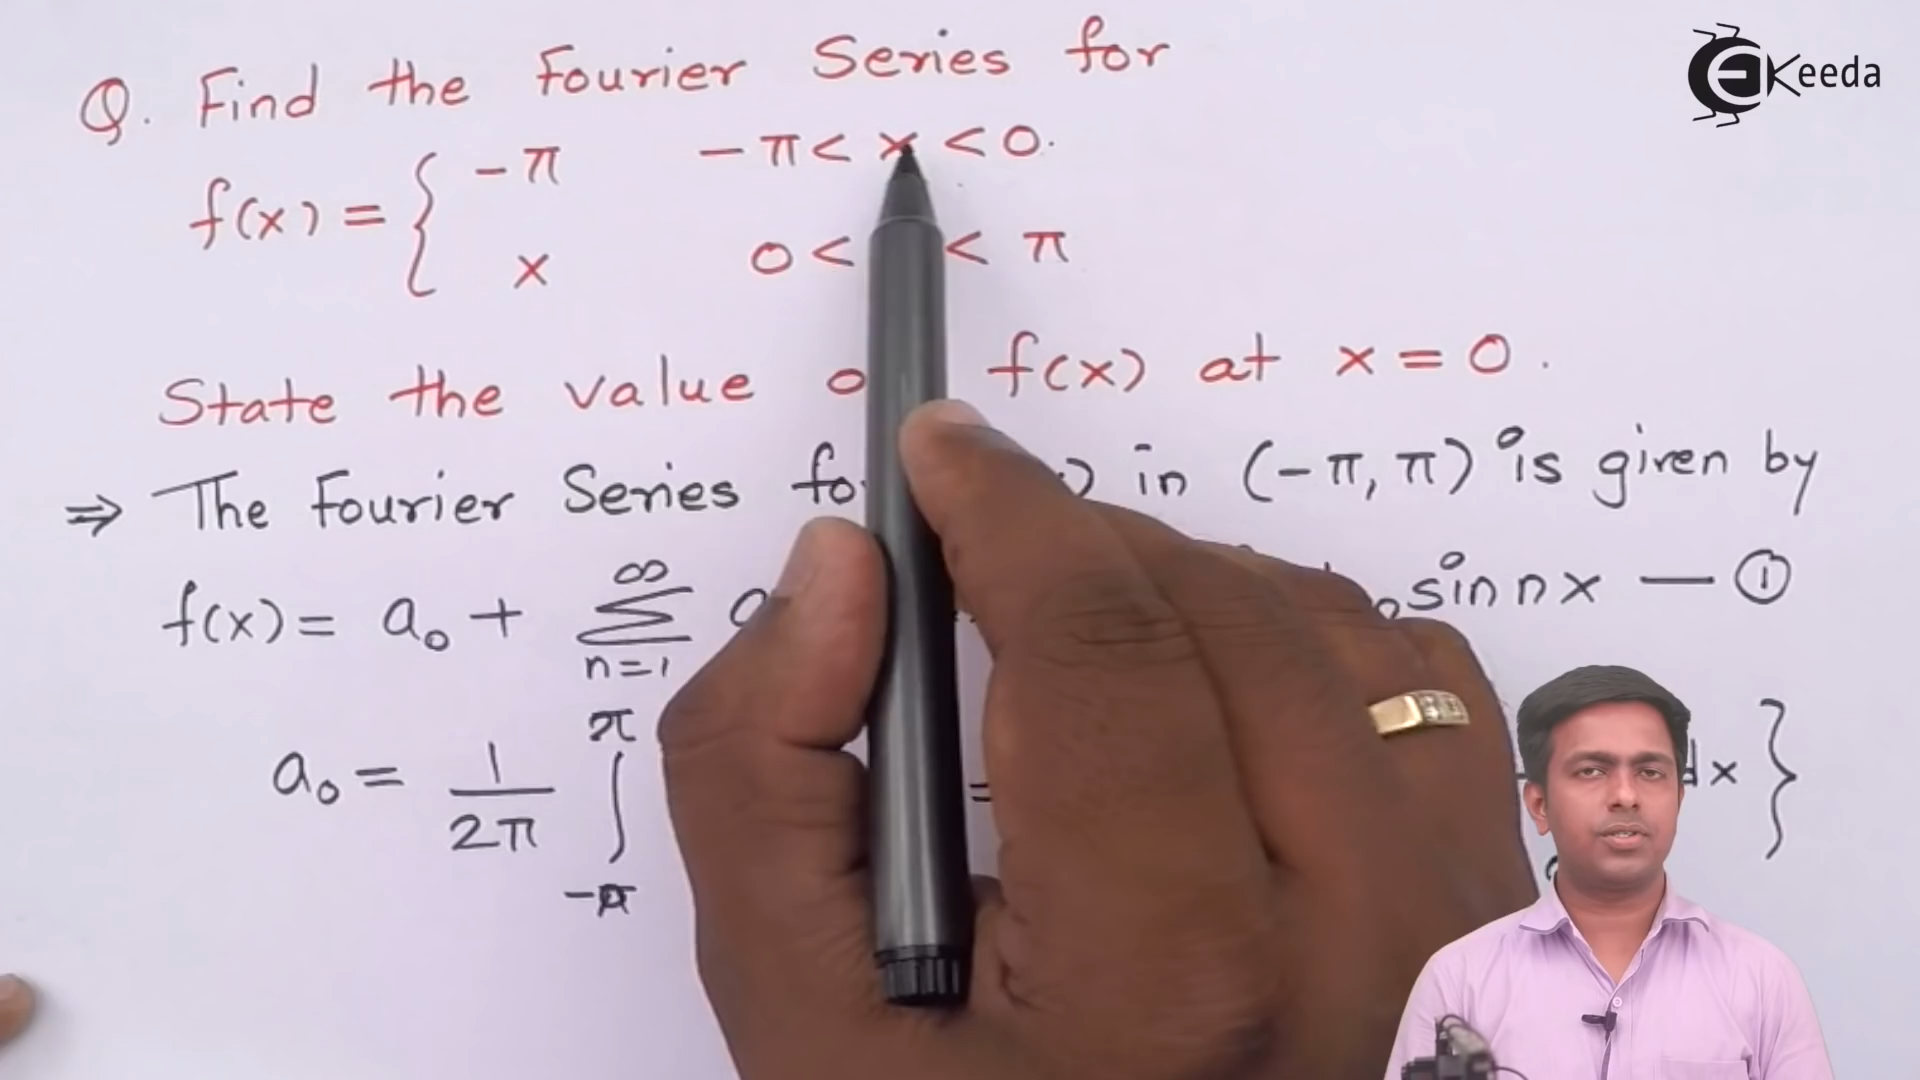 Q. Find the Fourier Series for
f(x) = { -π -π < x < 0.
x 0 < < π
State the value f(x) at x = 0.
⇒ The Fourier Series in (-π, π) is given by
f(x) = a₀ + ∞ Σ n=1 sin nx — ①
a₀ = 1/2π ∫ π -π = dx }
EKeeda